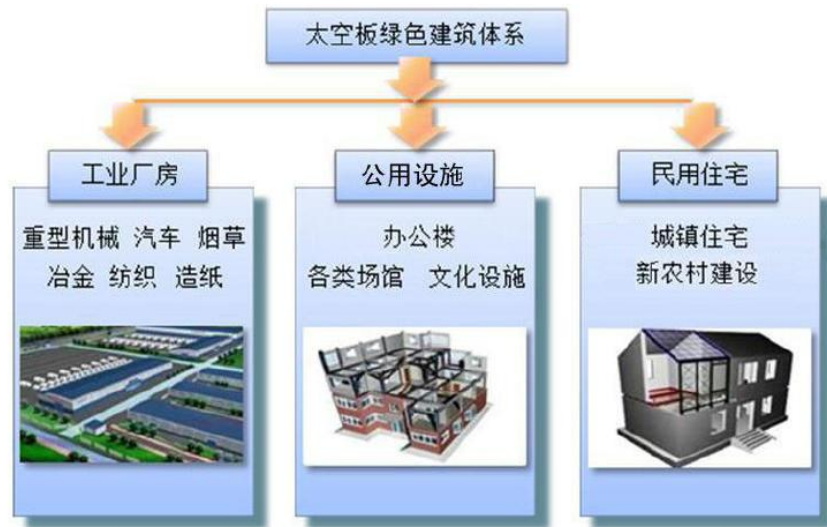 太空板绿色建筑体系
工业厂房
重型机械 汽车 烟草
冶金 纺织 造纸
公用设施
办公楼
各类场馆 文化设施
民用住宅
城镇住宅
新农村建设